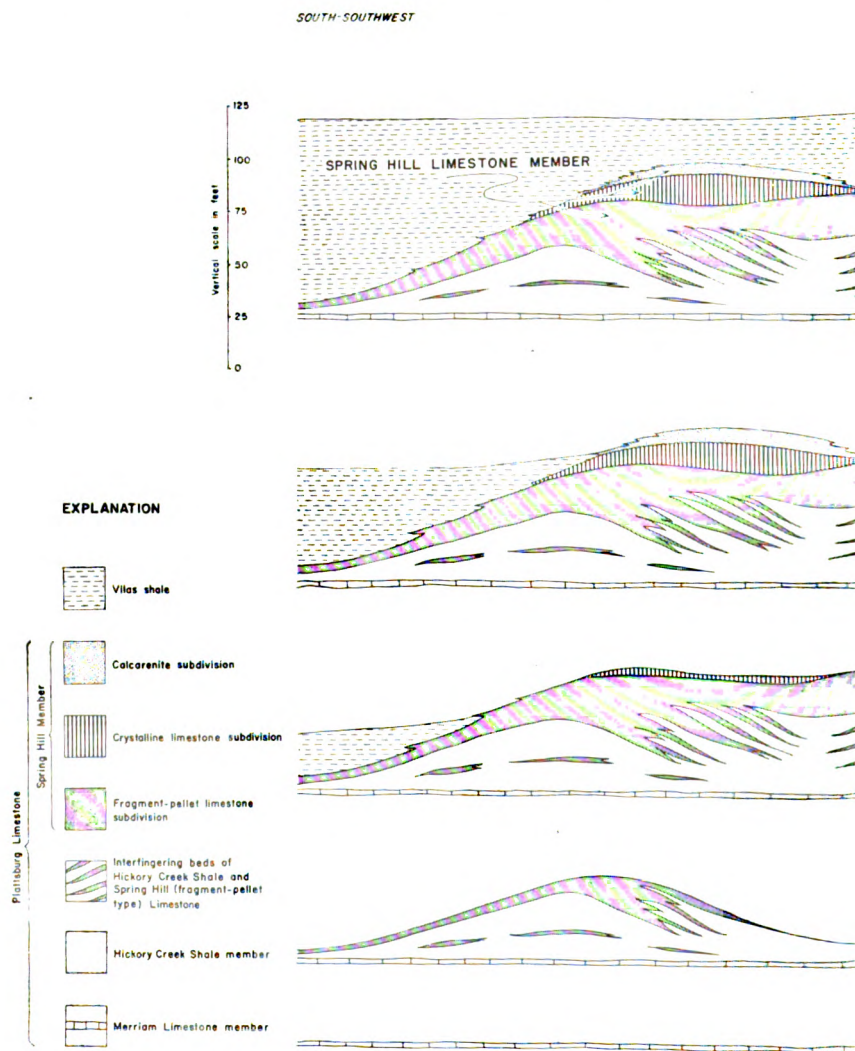 SOUTH-SOUTHWEST
125
100
75
50
25
0
Vertical scale in feet
SPRING HILL LIMESTONE MEMBER
EXPLANATION
Vilas shale
Calcarenite subdivision
Crystalline limestone subdivision
Fragment-pellet limestone
subdivision
Interfingering beds of
Hickory Creek Shale and
Spring Hill (fragment-pellet
type) Limestone
Hickory Creek Shale member
Merriam Limestone member
Spring Hill Member
Plattsburg Limestone